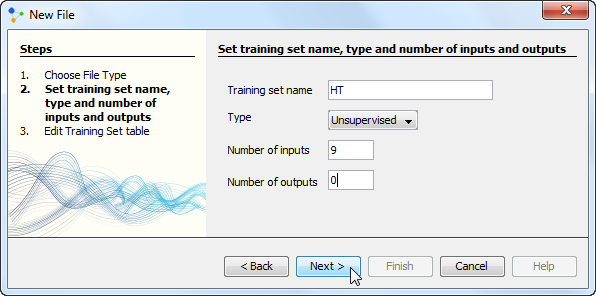 New File
Steps
1. Choose File Type
2. Set training set name,
type and number of
inputs and outputs
3. Edit Training Set table
Set training set name, type and number of inputs and outputs
Training set name HT
Type Unsupervised
Number of inputs 9
Number of outputs 0
< Back Next > Finish Cancel Help